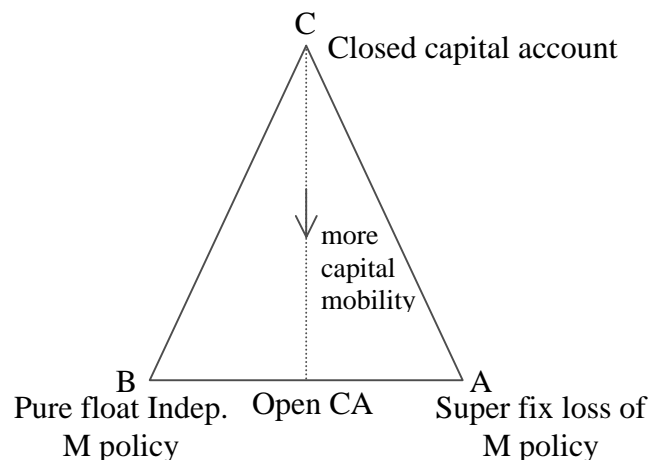 C
Closed capital account
more
capital
mobility
B
A
Pure float Indep.
M policy
Open CA
Super fix loss of
M policy